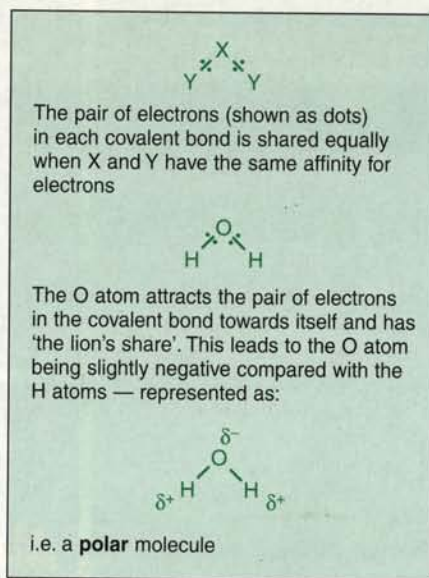 X
Y Y
The pair of electrons (shown as dots)
in each covalent bond is shared equally
when X and Y have the same affinity for
electrons
O
H H
The O atom attracts the pair of electrons
in the covalent bond towards itself and has
'the lion's share'. This leads to the O atom
being slightly negative compared with the
H atoms — represented as:
δ⁻
O
δ⁺ H H δ⁺
i.e. a polar molecule